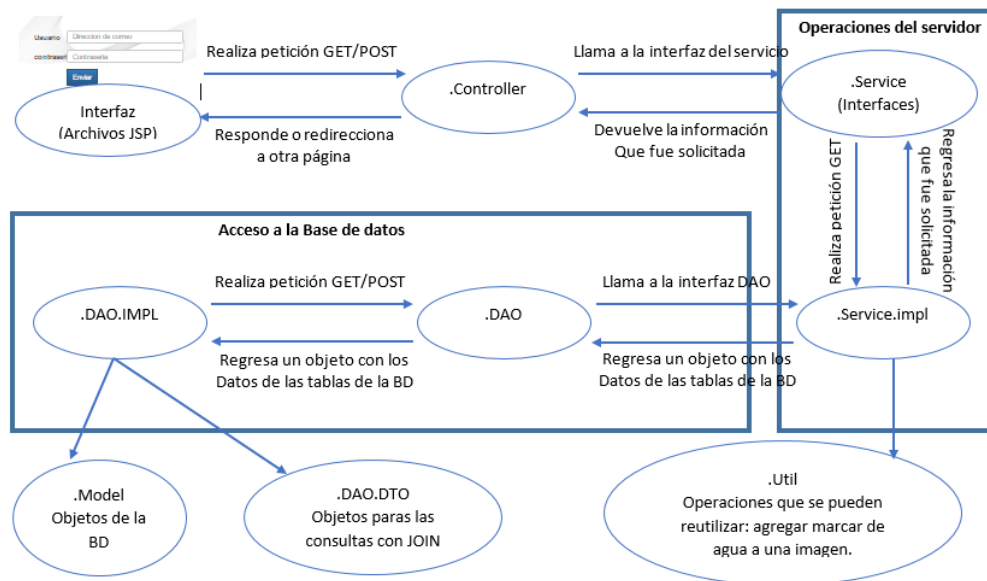 Usuario
Direccion de correo
contraseñ
Contraseña
Enviar
Interfaz
(Archivos JSP)
Realiza petición GET/POST
Responde o redirecciona
a otra página
.Controller
Llama a la interfaz del servicio
Devuelve la información
Que fue solicitada
Operaciones del servidor
.Service
(Interfaces)
Realiza petición GET
Regresa la información
que fue solicitada
Acceso a la Base de datos
.DAO.IMPL
Realiza petición GET/POST
Regresa un objeto con los
Datos de las tablas de la BD
.DAO
Llama a la interfaz DAO
Regresa un objeto con los
Datos de las tablas de la BD
.Service.impl
.Model
Objetos de la
BD
.DAO.DTO
Objetos paras las
consultas con JOIN
.Util
Operaciones que se pueden
reutilizar: agregar marcar de
agua a una imagen.